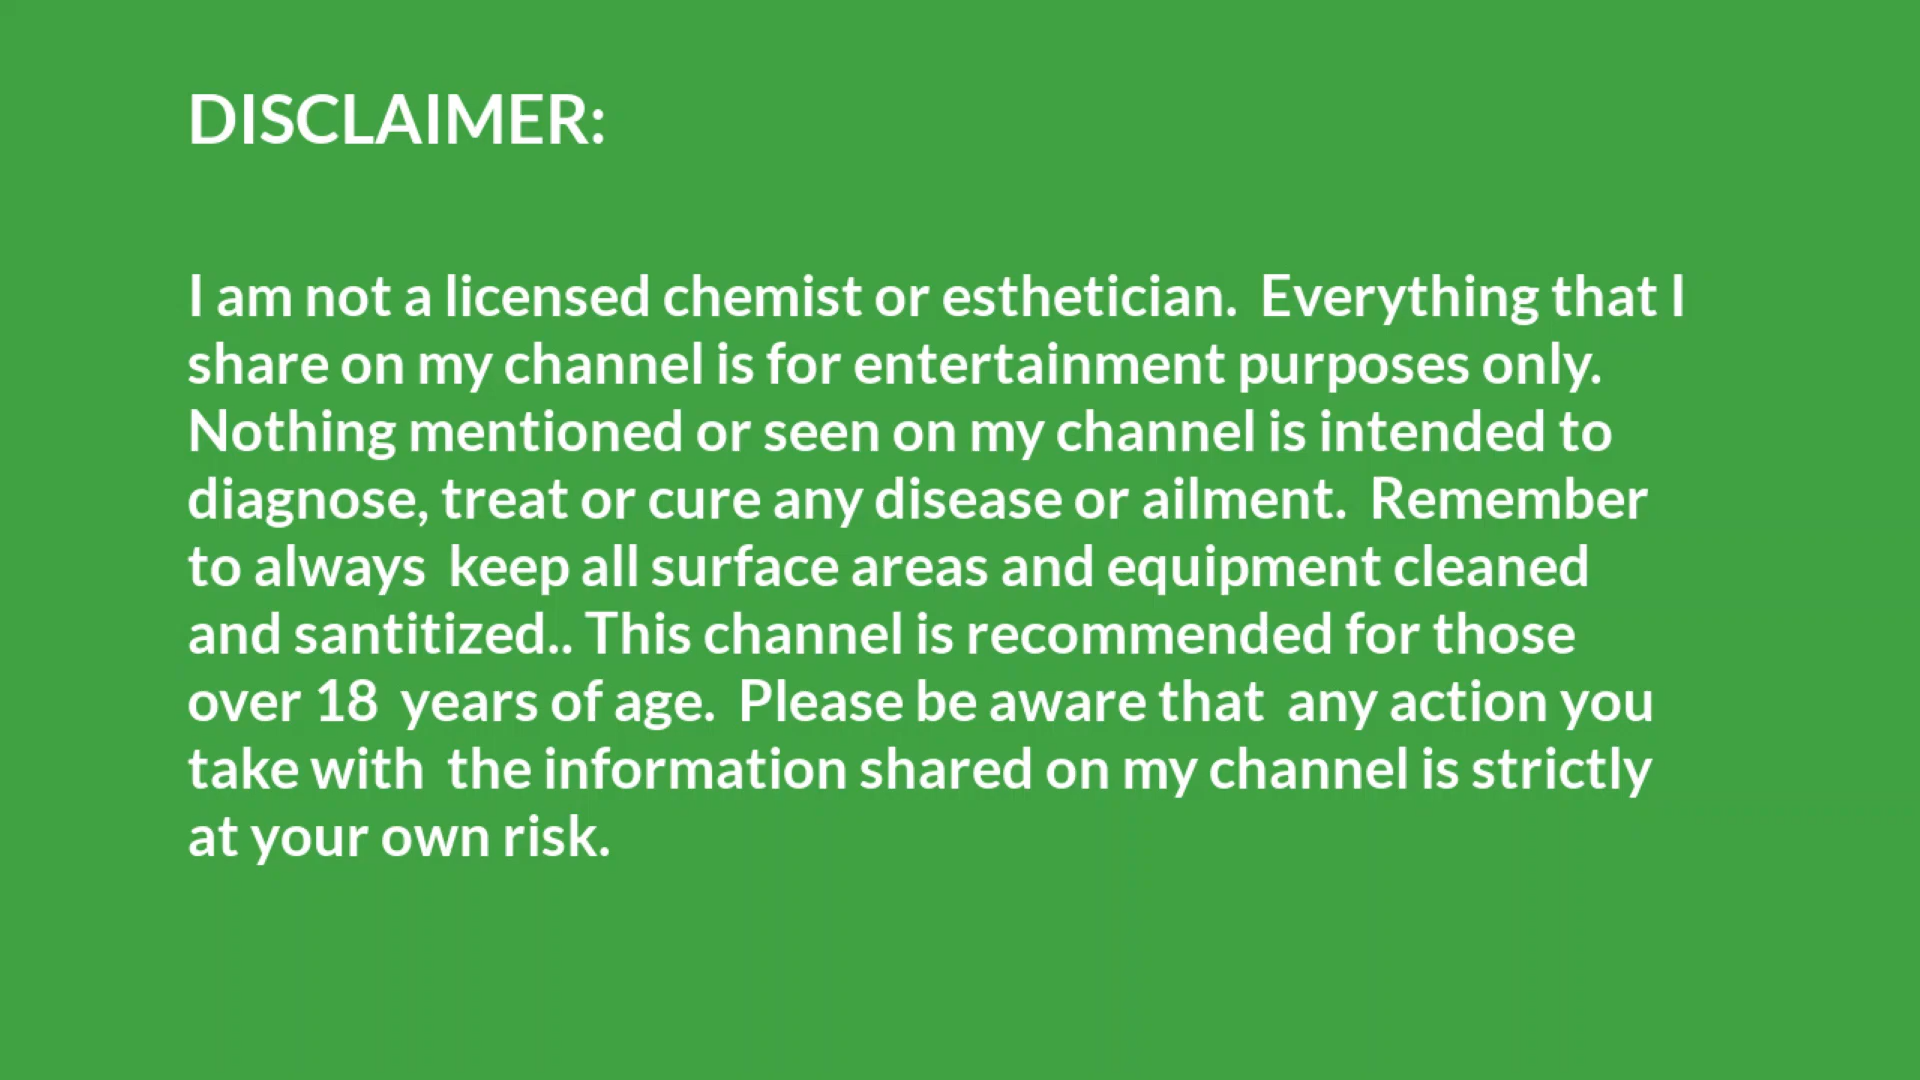 DISCLAIMER:
I am not a licensed chemist or esthetician.  Everything that I
share on my channel is for entertainment purposes only.
Nothing mentioned or seen on my channel is intended to
diagnose, treat or cure any disease or ailment.  Remember
to always  keep all surface areas and equipment cleaned
and santitized.. This channel is recommended for those
over 18  years of age.  Please be aware that  any action you
take with  the information shared on my channel is strictly
at your own risk.